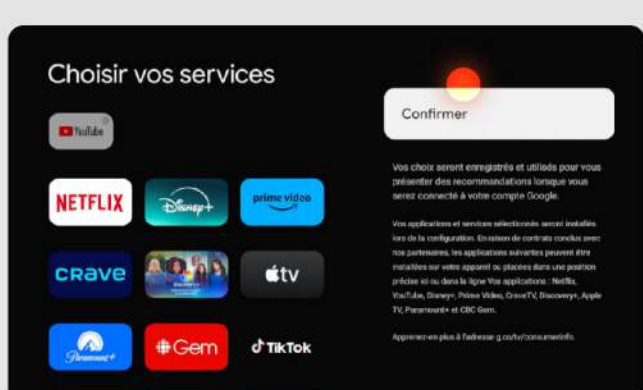 Choisir vos services
YouTube
NETFLIX
Disney+
prime video
crave
discovery+
tv
Paramount+
Gem
TikTok
Confirmer
Vos choix seront enregistrés et utilisés pour vous
présenter des recommandations lorsque vous
serez connecté à votre compte Google.
Vos applications et services sélectionnés seront installés
lors de la configuration. En raison de contrats conclus avec
nos partenaires, les applications suivantes peuvent être
installées sur votre appareil ou placées dans une position
précise ici ou dans la ligne Vos applications : Netflix,
YouTube, Disney+, Prime Video, CraveTV, Discovery+, Apple
TV, Paramount+ et CBC Gem.
Apprenez-en plus à l'adresse g.co/tv/consumerinfo.